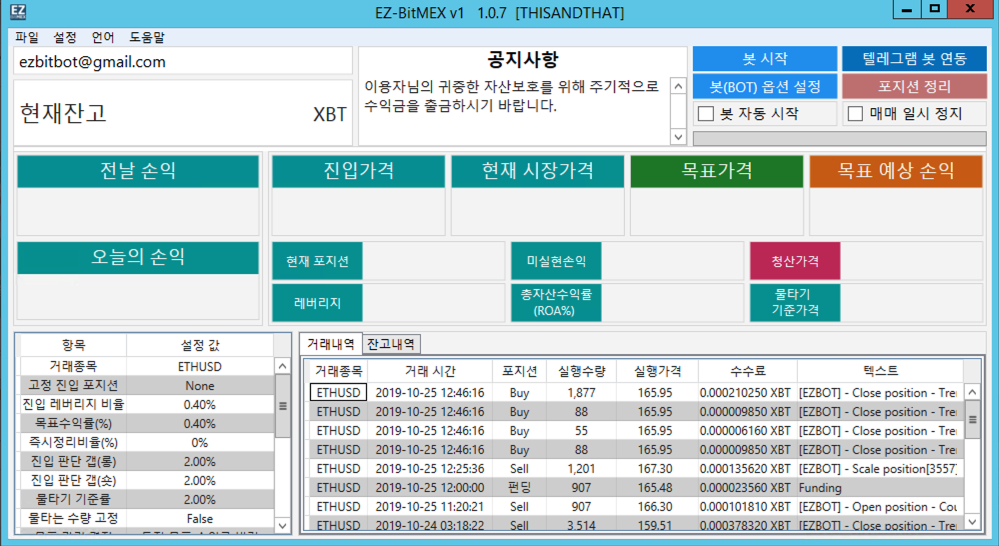 EZ
EZ-BitMEX v1 1.0.7 [THISANDTHAT]
파일 설정 언어 도움말
ezbitbot@gmail.com
현재잔고 XBT
공지사항
이용자님의 귀중한 자산보호를 위해 주기적으로
수익금을 출금하시기 바랍니다.
봇 시작 텔레그램 봇 연동
봇(BOT) 옵션 설정 포지션 정리
봇 자동 시작 매매 일시 정지
전날 손익 진입가격 현재 시장가격 목표가격 목표 예상 손익
오늘의 손익
현재 포지션 미실현손익 청산가격
레버리지
총자산수익률
(ROA%)
물타기
기준가격
항목 설정 값
거래종목 ETHUSD
고정 진입 포지션 None
진입 레버리지 비율 0.40%
목표수익률(%) 0.40%
즉시정리비율(%) 0%
진입 판단 갭(롱) 2.00%
진입 판단 갭(숏) 2.00%
물타기 기준률 2.00%
물타는 수량 고정 False
거래내역 잔고내역
거래종목 거래 시간 포지션 실행수량 실행가격 수수료 텍스트
ETHUSD 2019-10-25 12:46:16 Buy 1,877 165.95 0.000210250 XBT [EZBOT] - Close position - Tre
ETHUSD 2019-10-25 12:46:16 Buy 88 165.95 0.000009850 XBT [EZBOT] - Close position - Tre
ETHUSD 2019-10-25 12:46:16 Buy 55 165.95 0.000006160 XBT [EZBOT] - Close position - Tre
ETHUSD 2019-10-25 12:46:16 Buy 88 165.95 0.000009850 XBT [EZBOT] - Close position - Tre
ETHUSD 2019-10-25 12:25:36 Sell 1,201 167.30 0.000135620 XBT [EZBOT] - Scale position[3557]
ETHUSD 2019-10-25 12:00:00 펀딩 907 165.48 0.000023560 XBT Funding
ETHUSD 2019-10-25 11:20:21 Sell 907 166.30 0.000101810 XBT [EZBOT] - Open position - Cou
ETHUSD 2019-10-24 03:18:22 Sell 3,514 159.51 0.000378320 XBT [EZBOT] - Close position - Tre